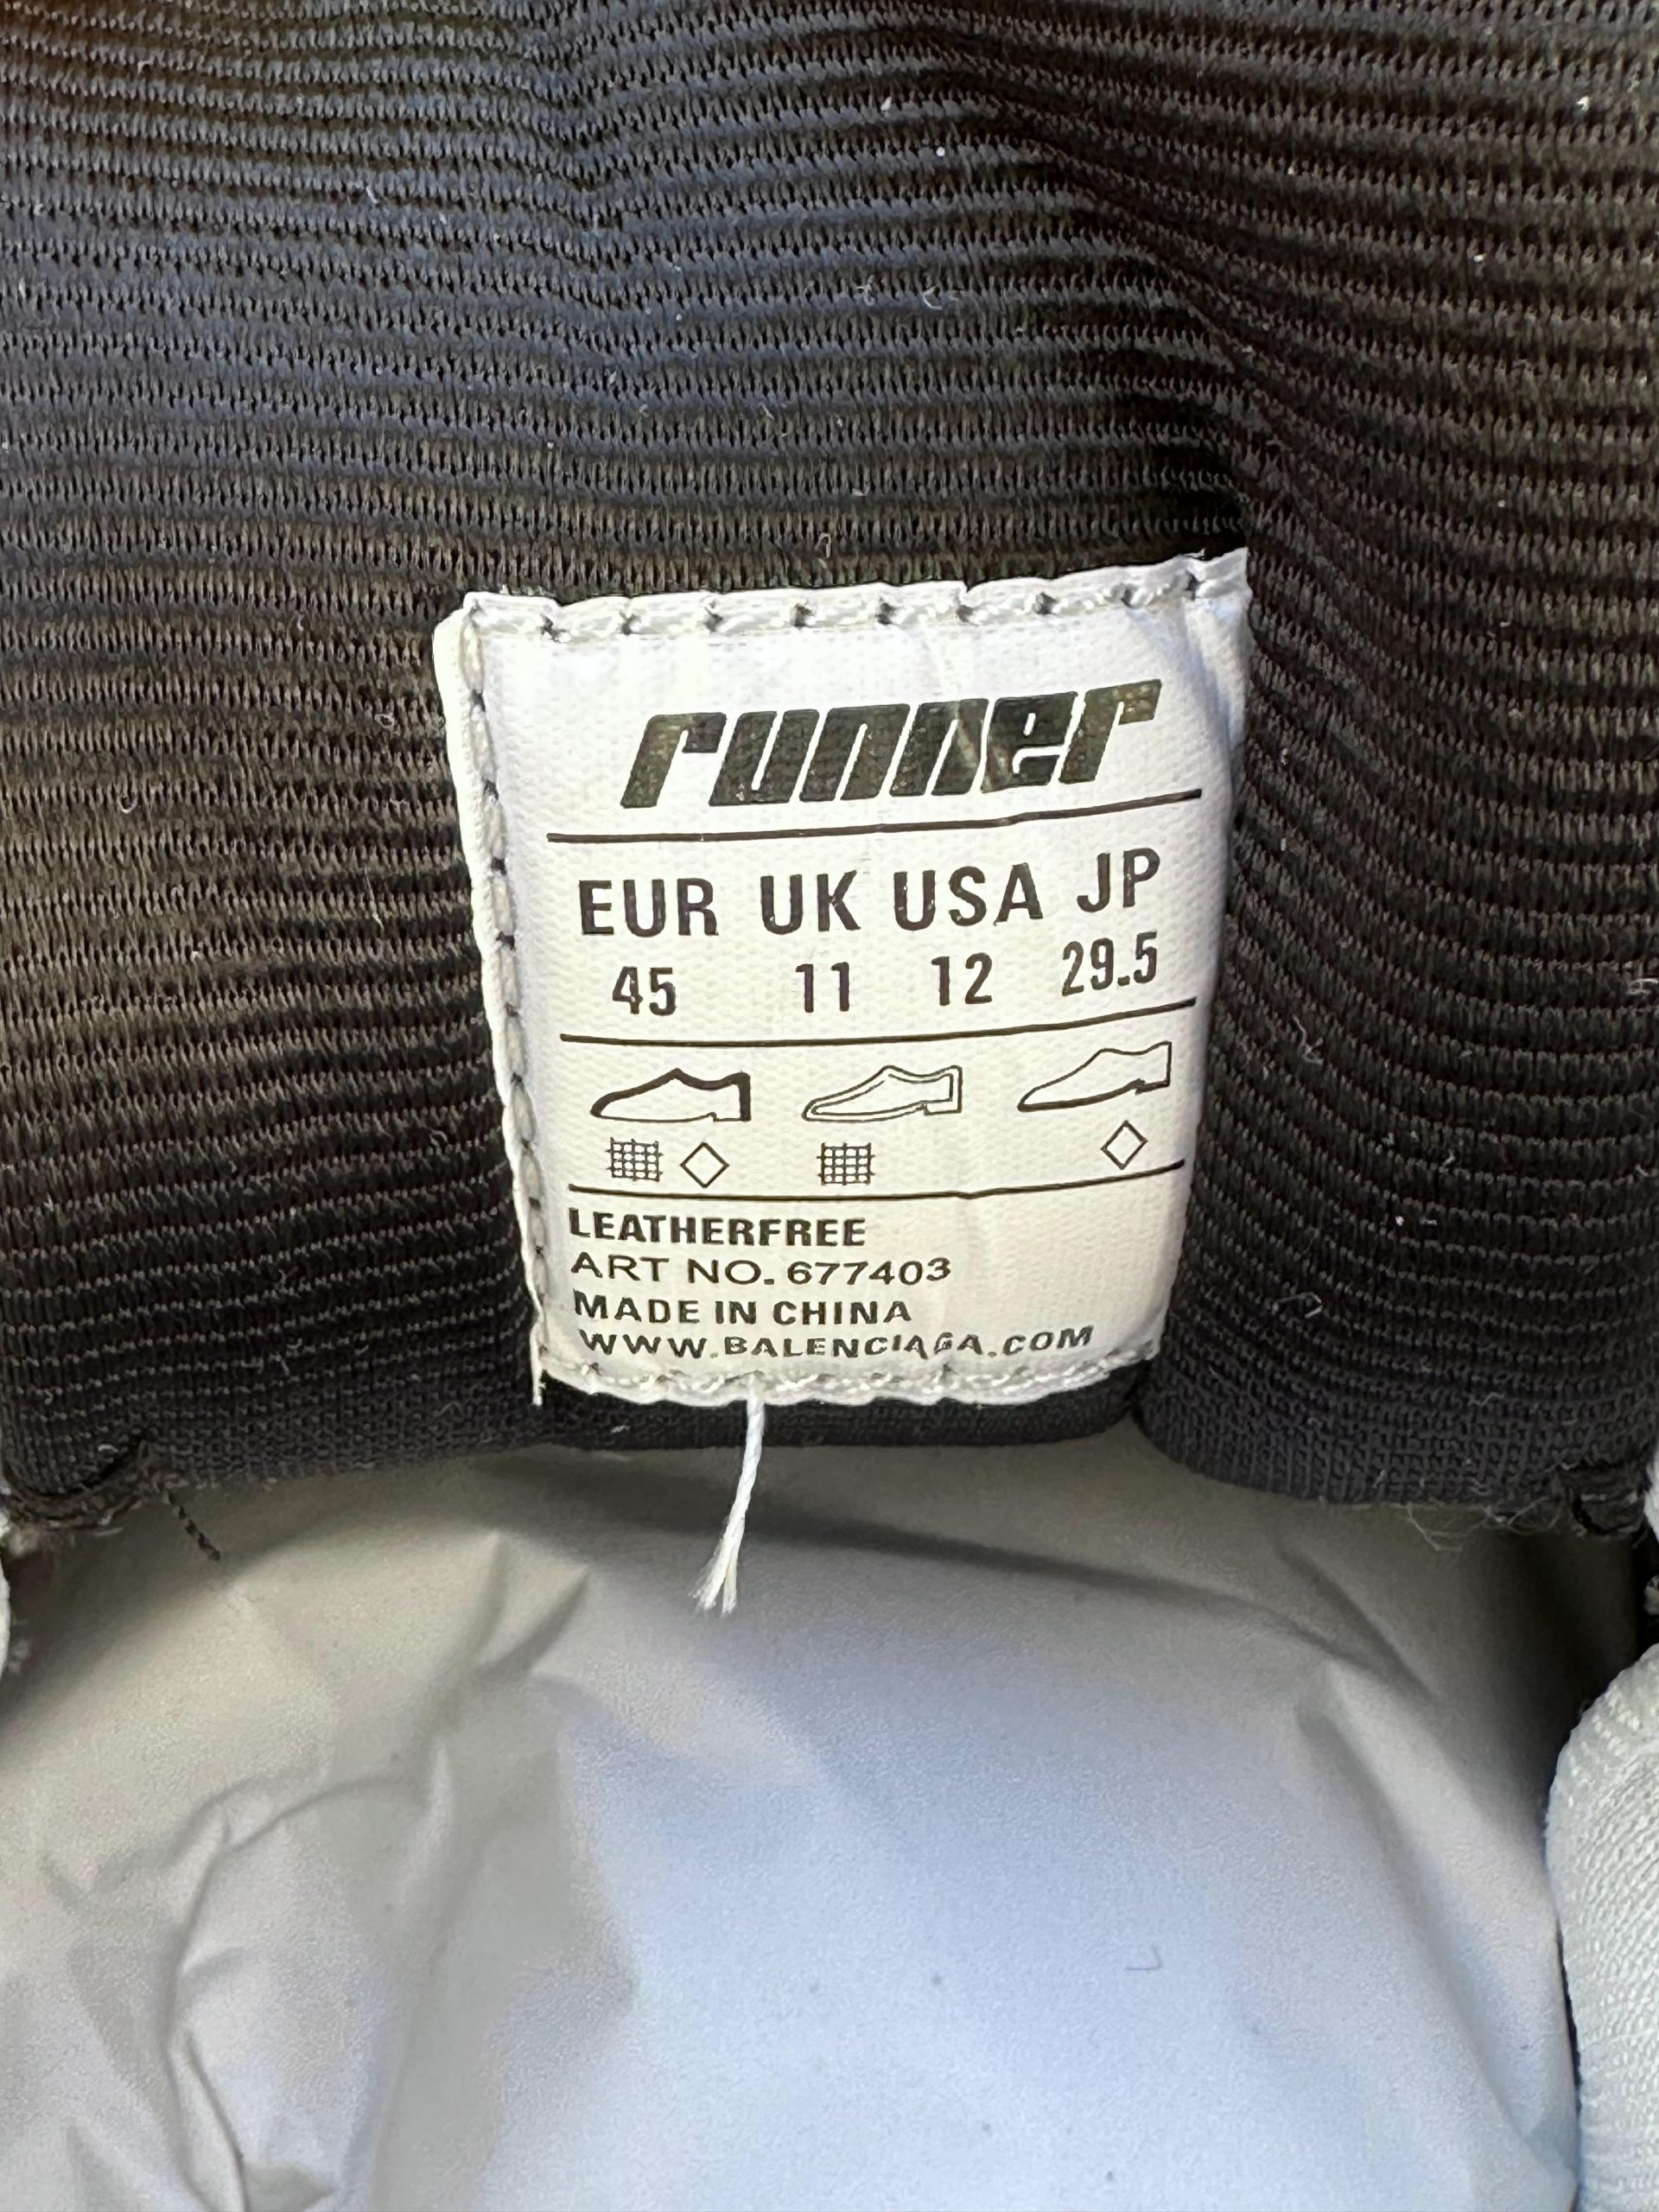 runner
EUR UK USA JP
45 11 12 29.5
LEATHERFREE
ART NO. 677403
MADE IN CHINA
WWW.BALENCIAGA.COM